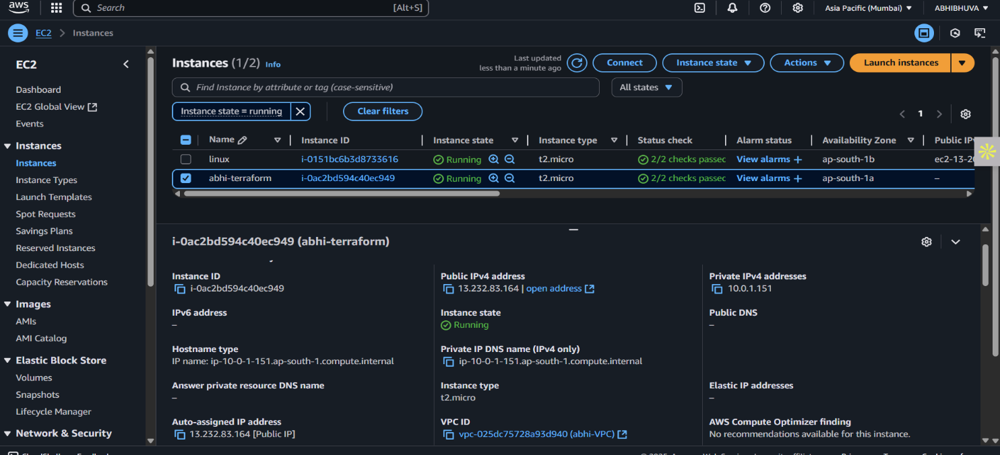 aws
Search [Alt+S]
Asia Pacific (Mumbai)
ABHIBHUVA
EC2 Instances
EC2
Dashboard
EC2 Global View
Events
Instances
Instances
Instance Types
Launch Templates
Spot Requests
Savings Plans
Reserved Instances
Dedicated Hosts
Capacity Reservations
Images
AMIs
AMI Catalog
Elastic Block Store
Volumes
Snapshots
Lifecycle Manager
Network & Security
Instances (1/2) Info
Last updated
less than a minute ago
Connect
Instance state
Actions
Launch instances
Find Instance by attribute or tag (case-sensitive)
All states
Instance state = running
Clear filters
1
Name Instance ID Instance state Instance type Status check Alarm status Availability Zone Public IP
linux i-0151bc6b3d8733616 Running t2.micro 2/2 checks passec View alarms + ap-south-1b ec2-13-2
abhi-terraform i-0ac2bd594c40ec949 Running t2.micro 2/2 checks passec View alarms + ap-south-1a –
i-0ac2bd594c40ec949 (abhi-terraform)
Instance ID
i-0ac2bd594c40ec949
Public IPv4 address
13.232.83.164 | open address
Private IPv4 addresses
10.0.1.151
IPv6 address
–
Instance state
Running
Public DNS
–
Hostname type
IP name: ip-10-0-1-151.ap-south-1.compute.internal
Private IP DNS name (IPv4 only)
ip-10-0-1-151.ap-south-1.compute.internal
Answer private resource DNS name
–
Instance type
t2.micro
Elastic IP addresses
–
Auto-assigned IP address
13.232.83.164 [Public IP]
VPC ID
vpc-025dc75728a93d940 (abhi-VPC)
AWS Compute Optimizer finding
No recommendations available for this instance.